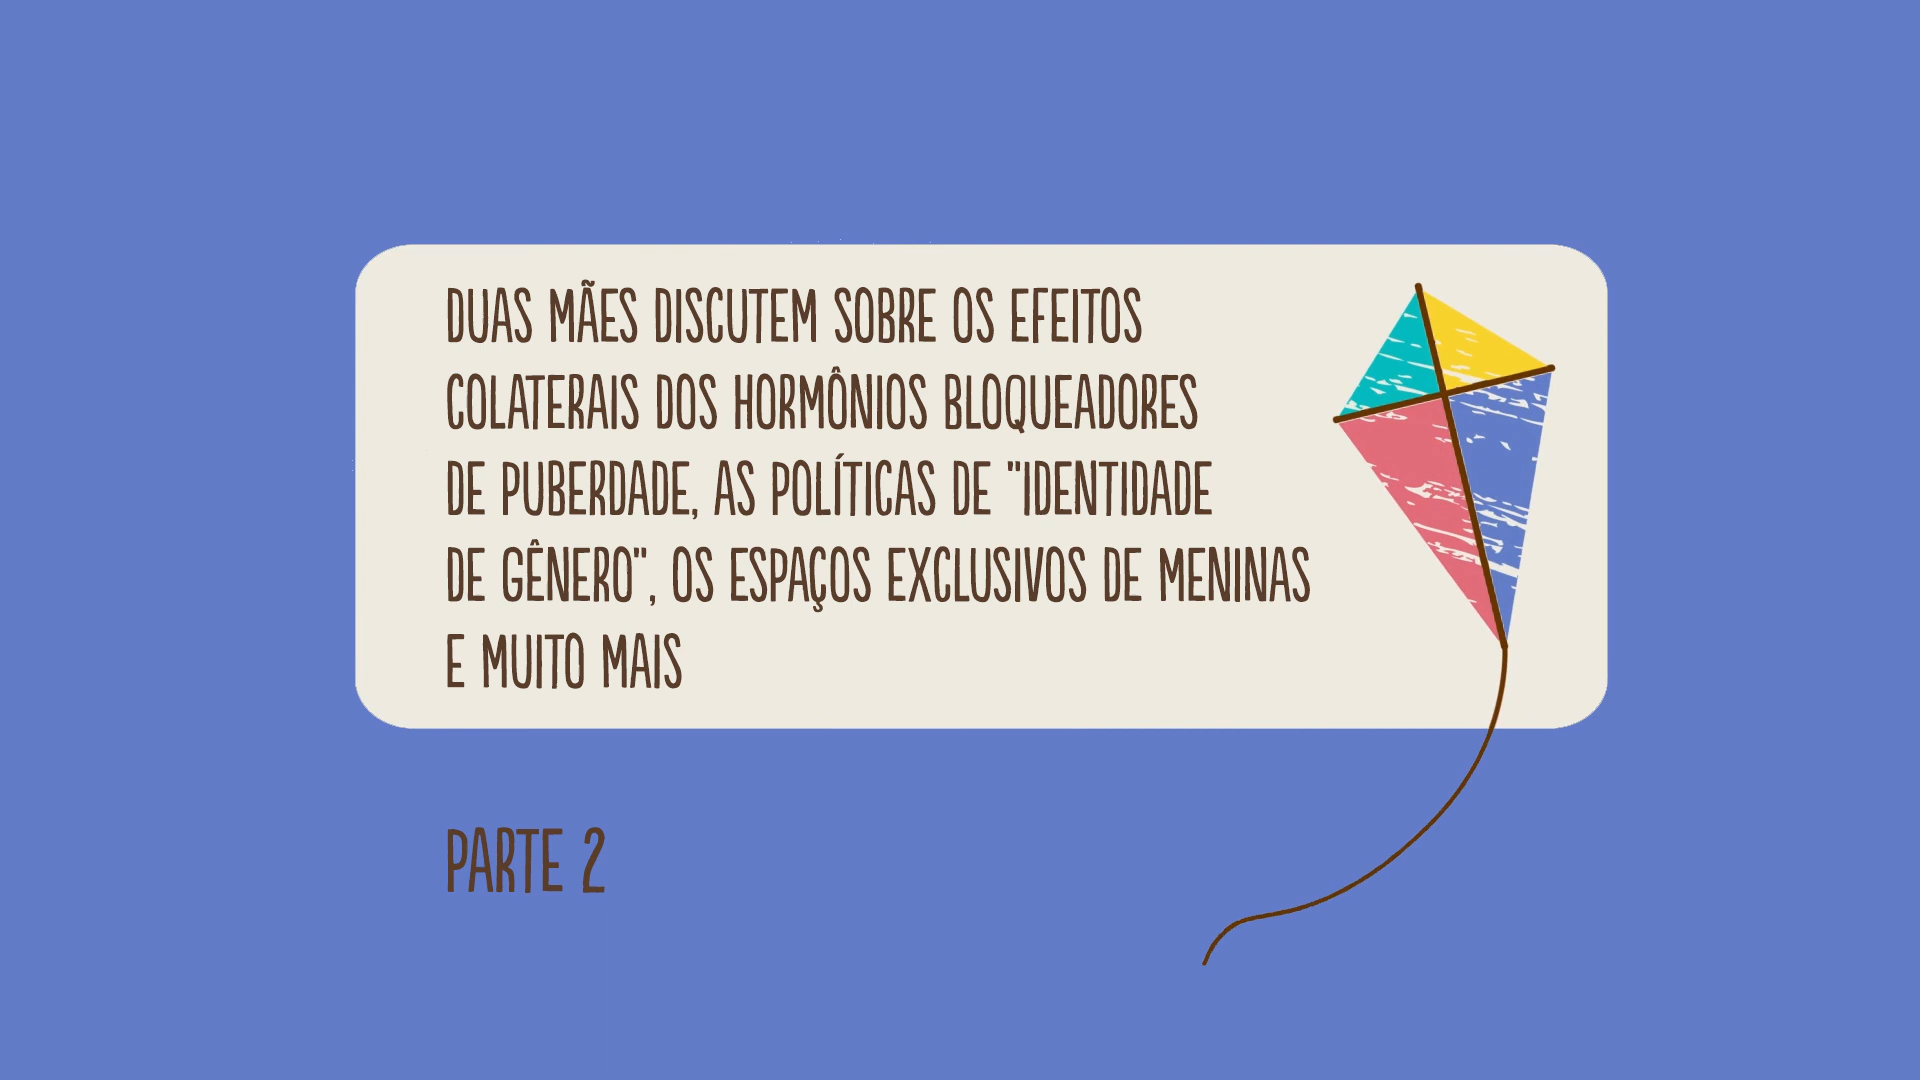 DUAS MÃES DISCUTEM SOBRE OS EFEITOS
COLATERAIS DOS HORMÔNIOS BLOQUEADORES
DE PUBERDADE, AS POLÍTICAS DE "IDENTIDADE
DE GÊNERO", OS ESPAÇOS EXCLUSIVOS DE MENINAS
E MUITO MAIS
PARTE 2